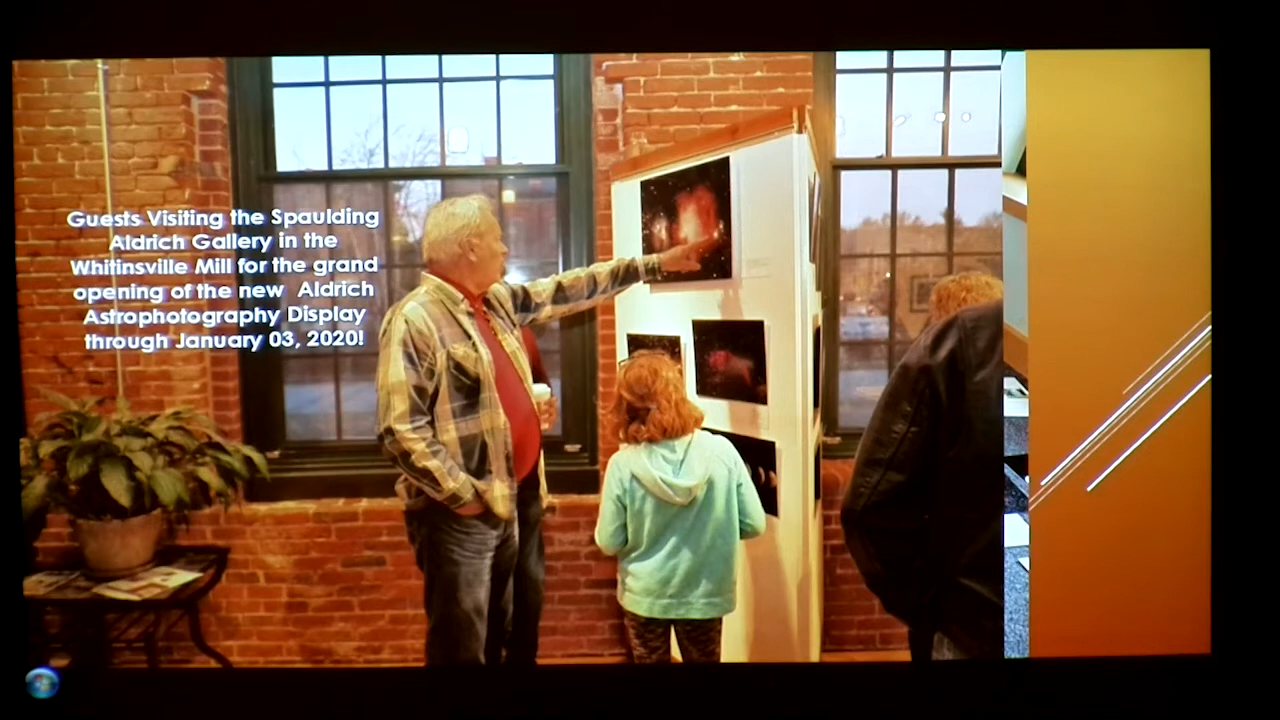 Guests Visiting the Spaulding
Aldrich Gallery in the
Whitinsville Mill for the grand
opening of the new Aldrich
Astrophotography Display
through January 03, 2020!